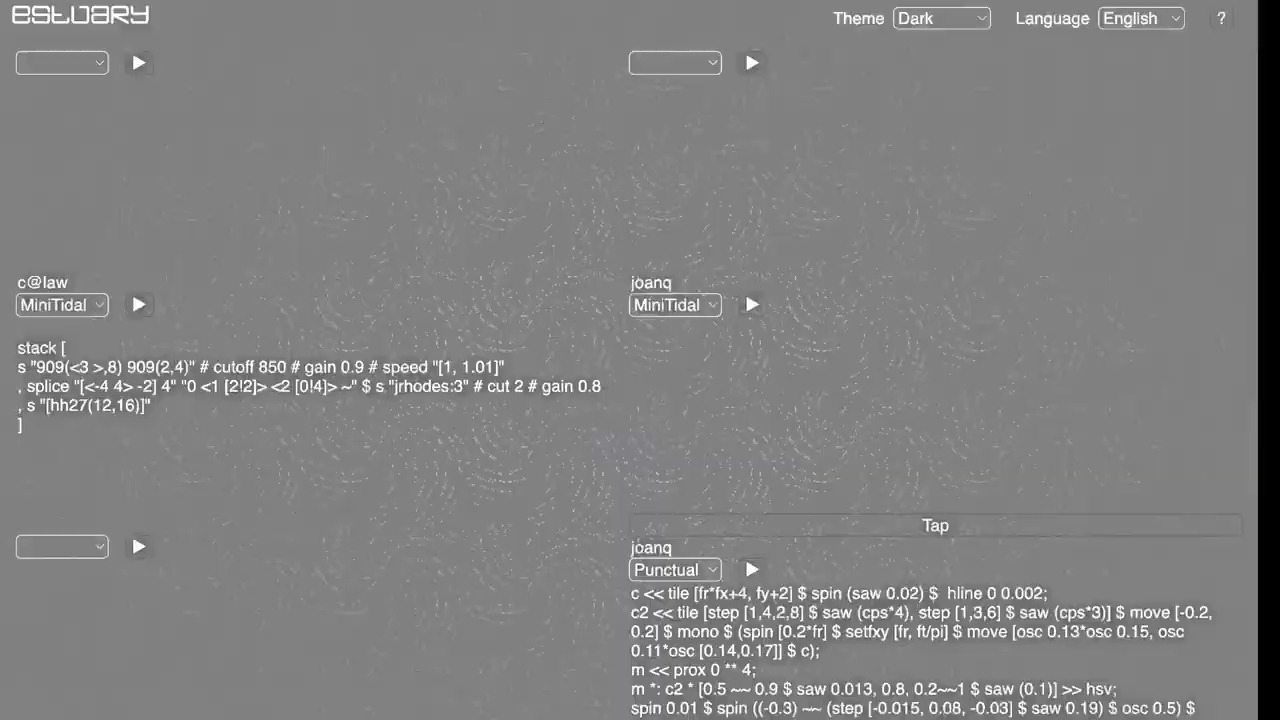 estuary
Theme Dark Language English ?
c@law
MiniTidal
stack [
s "909(<3 >,8) 909(2,4)" # cutoff 850 # gain 0.9 # speed "[1, 1.01]"
, splice "[<-4 4> -2] 4" "0 <1 [2!2]> <2 [0!4]> ~" $ s "jrhodes:3" # cut 2 # gain 0.8
, s "[hh27(12,16)]"
]
joanq
MiniTidal
Tap
joanq
Punctual
c << tile [fr*fx+4, fy+2] $ spin (saw 0.02) $ hline 0 0.002;
c2 << tile [step [1,4,2,8] $ saw (cps*4), step [1,3,6] $ saw (cps*3)] $ move [-0.2,
0.2] $ mono $ (spin [0.2*fr] $ setfxy [fr, ft/pi] $ move [osc 0.13*osc 0.15, osc
0.11*osc [0.14,0.17]] $ c);
m << prox 0 ** 4;
m *: c2 * [0.5 ~~ 0.9 $ saw 0.013, 0.8, 0.2~~1 $ saw (0.1)] >> hsv;
spin 0.01 $ spin ((-0.3) ~~ (step [-0.015, 0.08, -0.03] $ saw 0.19) $ osc 0.5) $